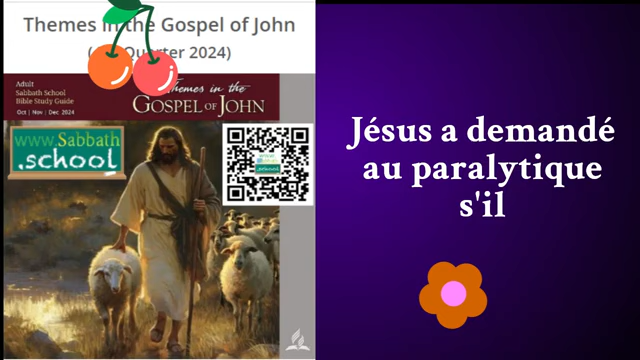 Themes in the Gospel of John
Quarter 2024)
Adult
Sabbath School
Bible Study Guide
Oct | Nov | Dec 2024
Themes in the
GOSPEL OF JOHN
www.Sabbath
.school
Jésus a demandé
au paralytique
s'il